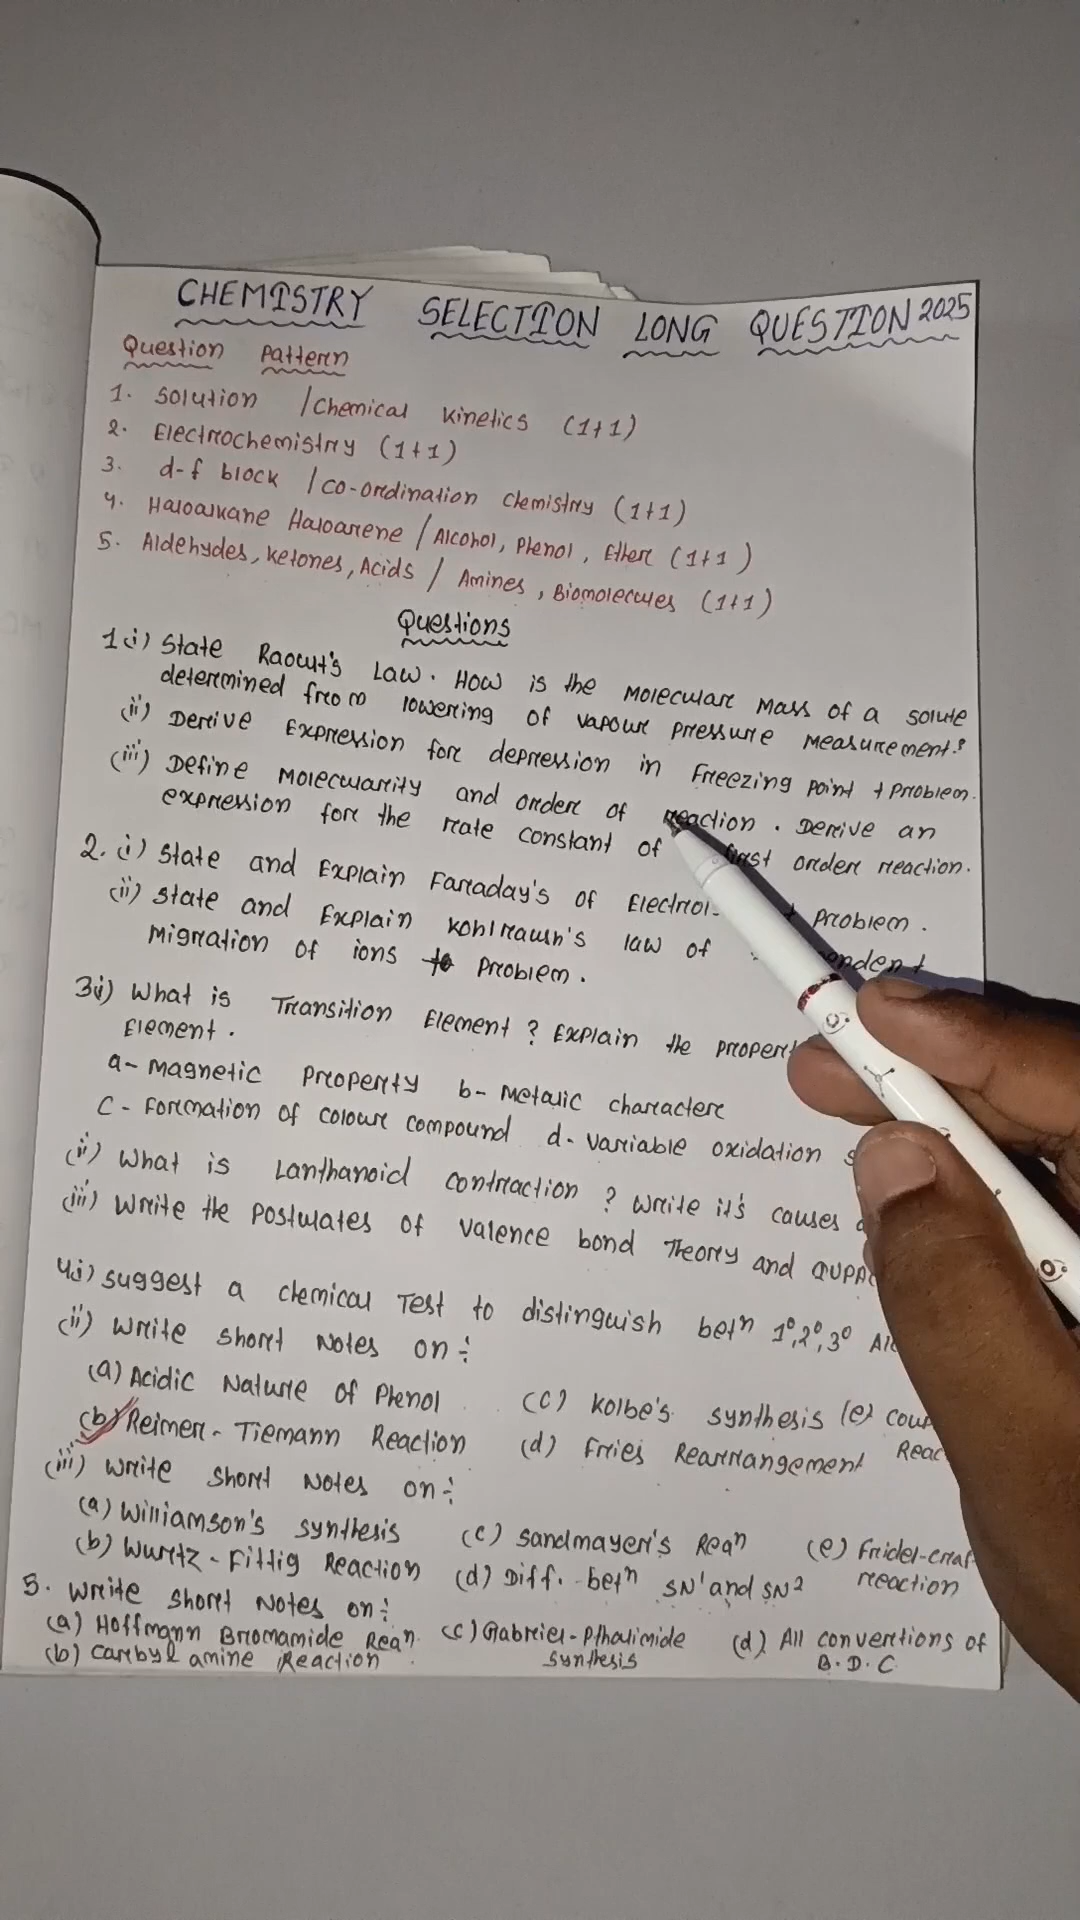 CHEMISTRY SELECTION LONG QUESTION 2025
Question Pattern
1. Solution / Chemical Kinetics (1+1)
2. Electrochemistry (1+1)
3. d-f block / co-ordination chemistry (1+1)
4. Haloalkane Haloarene / Alcohol, Phenol, Ether (1+1)
5. Aldehydes, Ketones, Acids / Amines, Biomolecules (1+1)
Questions
1 (i) State Raoult's Law. How is the Molecular Mass of a solute
determined from lowering of vapour pressure Measurement?
(ii) Derive Expression for depression in Freezing point + Problem.
(iii) Define Molecularity and order of reaction. Derive an
expression for the rate constant of first order reaction.
2. (i) State and Explain Faraday's of Electrol- + Problem.
(ii) State and Explain Kohlraush's law of
Migration of ions to Problem.
3(i) What is Transition Element? Explain the
Element.
a- Magnetic Property b- Metalic character
c- Formation of colour compound d- variable oxidation
(ii) What is Lanthanoid contraction? Write it's causes
(iii) Write the Postulates of Valence bond Theory and
4(i) Suggest a chemical Test to distinguish betn 1°, 2°, 3°
(ii) Write Short Notes on :
(a) Acidic Nature of Phenol (c) Kolbe's synthesis (e)
(b) Reimer- Tiemann Reaction (d) Fries Rearrangement
(iii) Write Short Notes on :
(a) Williamson's synthesis (c) Sandmayer's Rean (e)
(b) Wurtz-Fittig Reaction (d) Diff. betn SN1 and SN2 reaction
5. Write Short Notes on :
(a) Hoffmann Bromamide Rean. (c) Gabriel-Pthalimide (d) All convertions of
(b) Carbyl amine Reaction Synthesis B.D.C